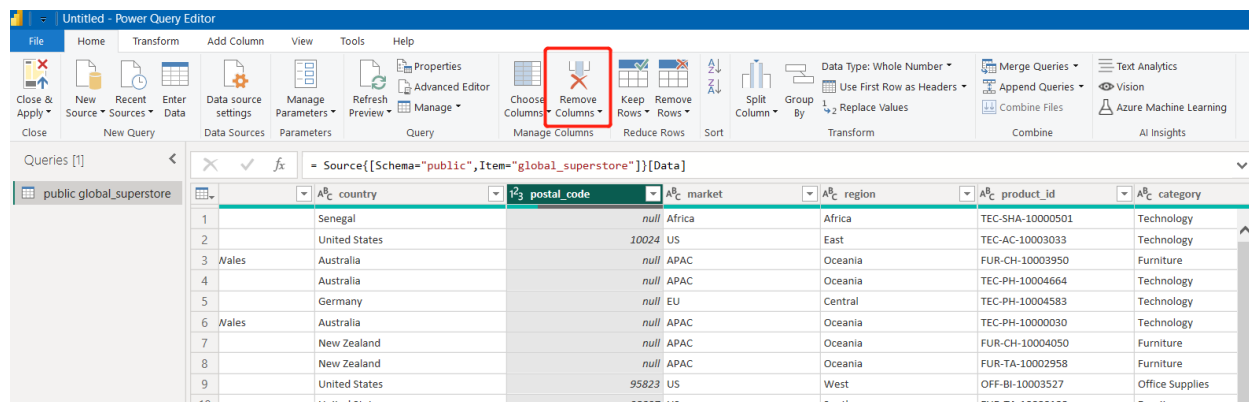 Untitled - Power Query Editor
File Home Transform Add Column View Tools Help
Close & Apply
New Source
Recent Sources
Enter Data
Data source settings
Manage Parameters
Refresh Preview
Properties
Advanced Editor
Manage
Choose Columns
Remove Columns
Keep Rows
Remove Rows
Split Column
Group By
Data Type: Whole Number
Use First Row as Headers
Replace Values
Merge Queries
Append Queries
Combine Files
Text Analytics
Vision
Azure Machine Learning
Close New Query Data Sources Parameters Query Manage Columns Reduce Rows Sort Transform Combine AI Insights
Queries [1]
fx = Source{[Schema="public",Item="global_superstore"]}[Data]
public global_superstore
ABC country 123 postal_code ABC market ABC region ABC product_id ABC category
1 Senegal null Africa Africa TEC-SHA-10000501 Technology
2 United States 10024 US East TEC-AC-10003033 Technology
3 Wales Australia null APAC Oceania FUR-CH-10003950 Furniture
4 Australia null APAC Oceania TEC-PH-10004664 Technology
5 Germany null EU Central TEC-PH-10004583 Technology
6 Wales Australia null APAC Oceania TEC-PH-10000030 Technology
7 New Zealand null APAC Oceania FUR-CH-10004050 Furniture
8 New Zealand null APAC Oceania FUR-TA-10002958 Furniture
9 United States 95823 US West OFF-BI-10003527 Office Supplies